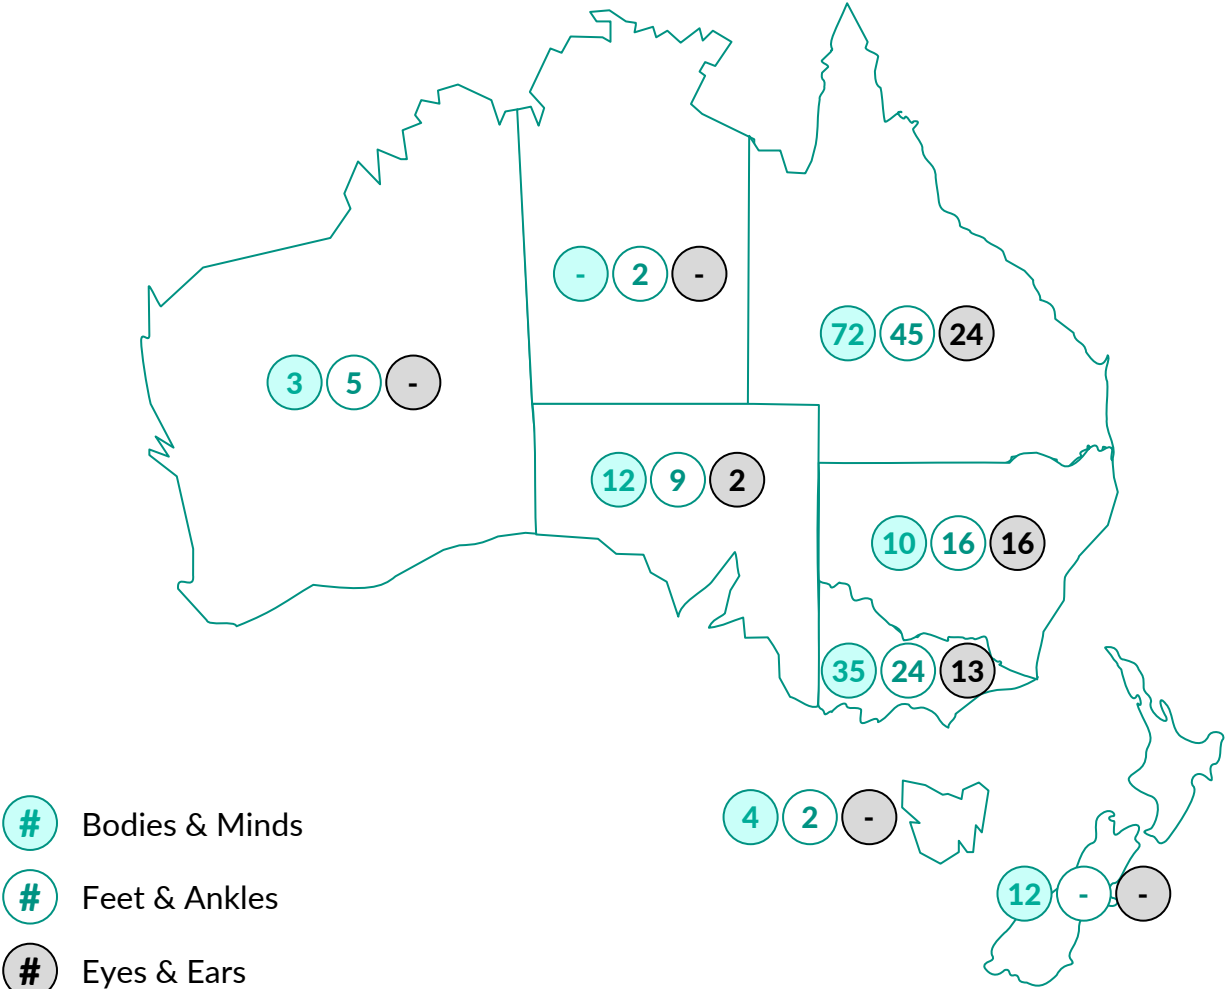 - 2 -
72 45 24
3 5 -
12 9 2
10 16 16
35 24 13
4 2 -
12 - -
# Bodies & Minds
# Feet & Ankles
# Eyes & Ears